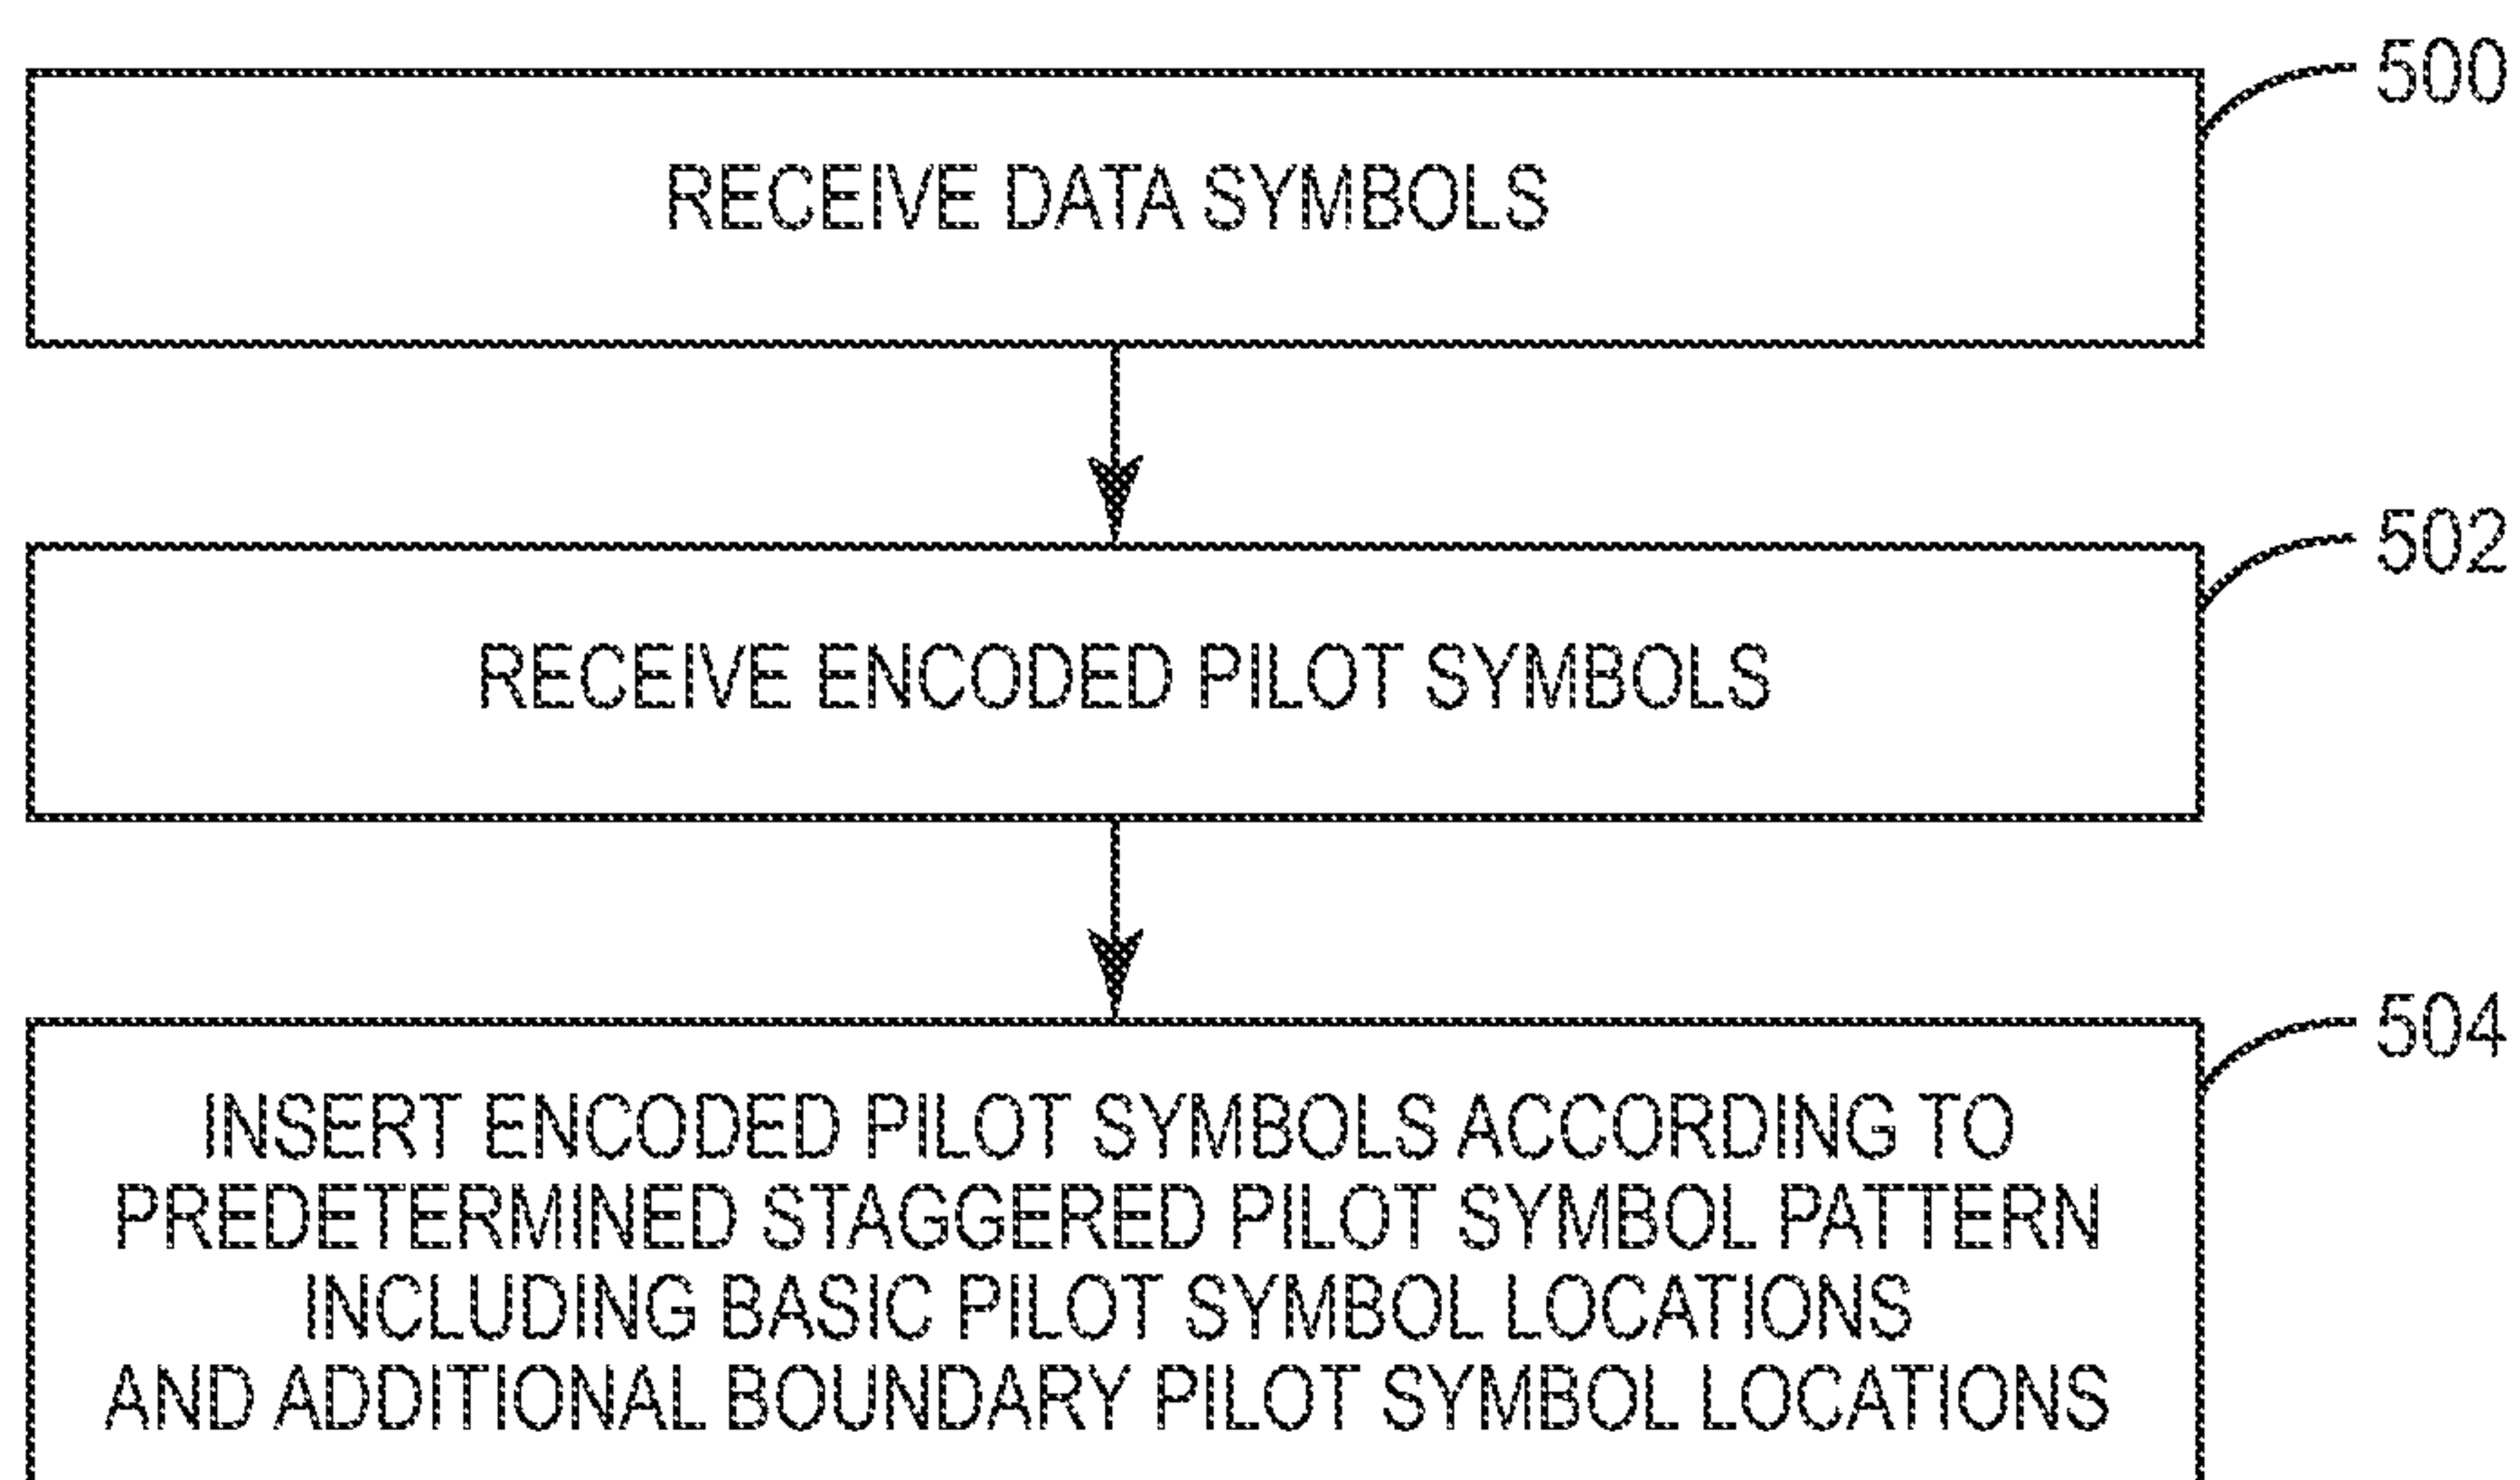 500
RECEIVE DATA SYMBOLS
502
RECEIVE ENCODED PILOT SYMBOLS
504
INSERT ENCODED PILOT SYMBOLS ACCORDING TO
PREDETERMINED STAGGERED PILOT SYMBOL PATTERN
INCLUDING BASIC PILOT SYMBOL LOCATIONS
AND ADDITIONAL BOUNDARY PILOT SYMBOL LOCATIONS